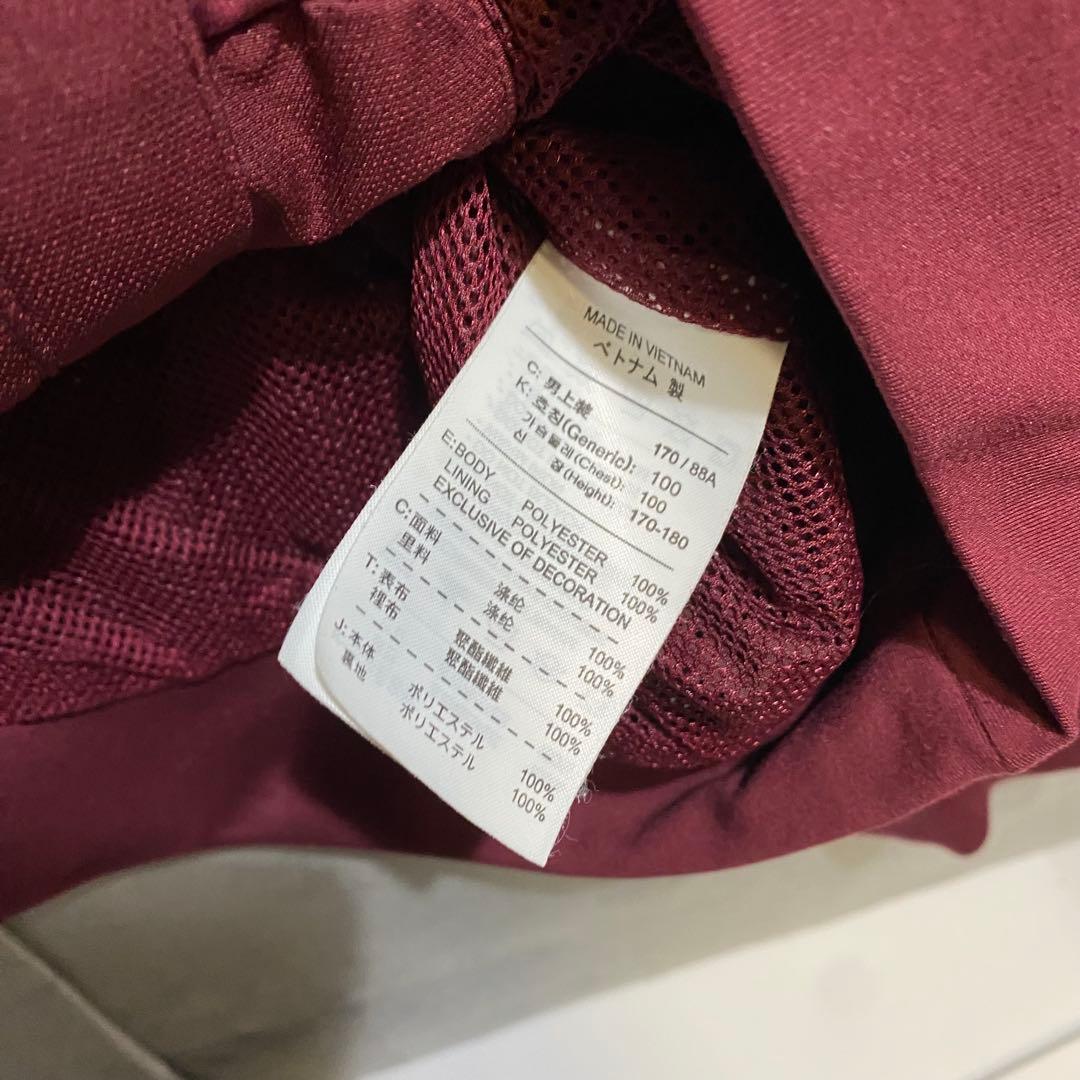 MADE IN VIETNAM
ベトナム 製
C: 男上装 170 / 88A
K: 호칭(Generic): 100
가슴둘레(Chest): 100
신 장(Height): 170-180
E:BODY POLYESTER 100%
LINING POLYESTER 100%
EXCLUSIVE OF DECORATION
C: 面料 涤纶 100%
里料 涤纶 100%
T: 表布 聚酯纖維 100%
裡布 聚酯纖維 100%
J: 本体 ポリエステル 100%
裏地 ポリエステル 100%